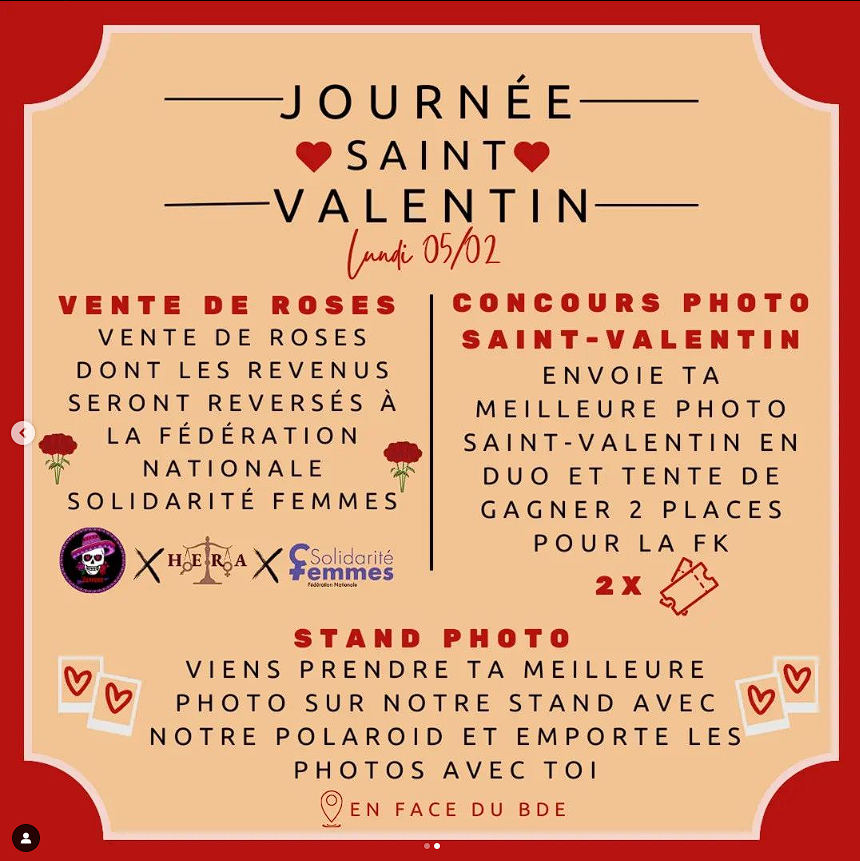 JOURNÉE
SAINT
VALENTIN
Lundi 05/02
VENTE DE ROSES
VENTE DE ROSES
DONT LES REVENUS
SERONT REVERSÉS À
LA FÉDÉRATION
NATIONALE
SOLIDARITÉ FEMMES
X HERA X Solidarité
Femmes
Fédération Nationale
CONCOURS PHOTO
SAINT-VALENTIN
ENVOIE TA
MEILLEURE PHOTO
SAINT-VALENTIN EN
DUO ET TENTE DE
GAGNER 2 PLACES
POUR LA FK
2X
STAND PHOTO
VIENS PRENDRE TA MEILLEURE
PHOTO SUR NOTRE STAND AVEC
NOTRE POLAROID ET EMPORTE LES
PHOTOS AVEC TOI
EN FACE DU BDE